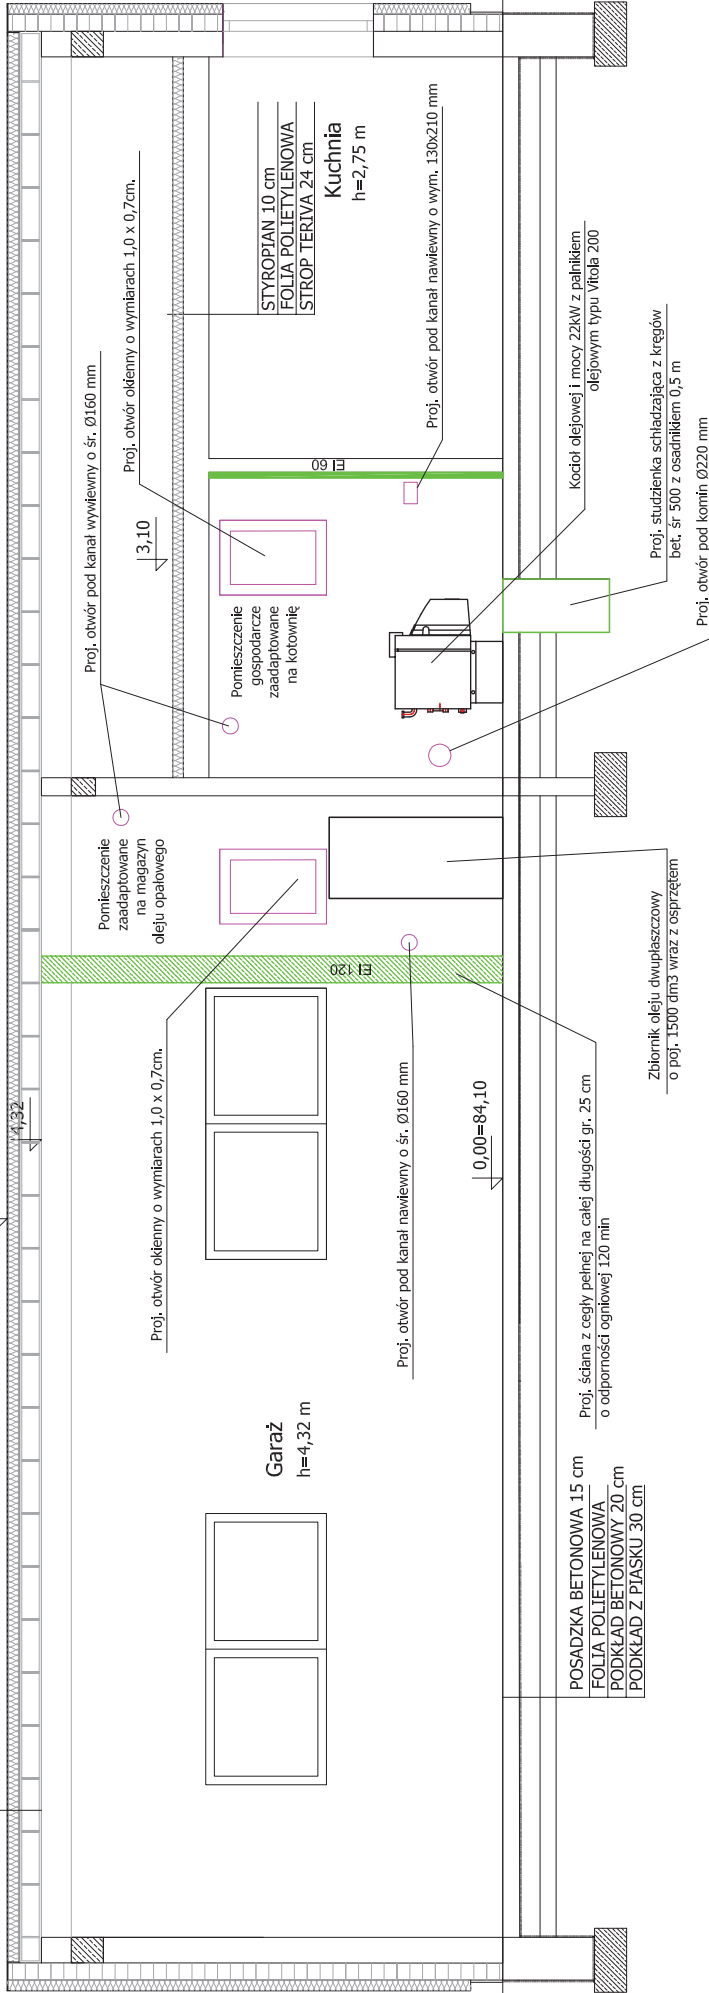 4,32
Proj. otwór pod kanał wywiewny o śr. Ø160 mm
Proj. otwór okienny o wymiarach 1,0 x 0,7cm.
3,10
STYROPIAN 10 cm
FOLIA POLIETYLENOWA
STROP TERIVA 24 cm
Kuchnia
h=2,75 m
Proj. otwór pod kanał nawiewny o wym. 130x210 mm
EI 60
Pomieszczenie
gospodarcze
zaadaptowane
na kotownię
Pomieszczenie
zaadaptowane
na magazyn
oleju opałowego
EI 120
Proj. otwór okienny o wymiarach 1,0 x 0,7cm.
Proj. otwór pod kanał nawiewny o śr. Ø160 mm
Garaż
h=4,32 m
0,00=84,10
Kocioł olejowej i mocy 22kW z palnikiem
olejowym typu Vitola 200
Proj. studzienka schładzająca z kręgów
bet. śr 500 z osadnikiem 0,5 m
Proj. otwór pod komin Ø220 mm
Zbiornik oleju dwupłaszczowy
o poj. 1500 dm3 wraz z osprzętem
Proj. ściana z cegły pełnej na całej długości gr. 25 cm
o odporności ogniowej 120 min
POSADZKA BETONOWA 15 cm
FOLIA POLIETYLENOWA
PODKŁAD BETONOWY 20 cm
PODKŁAD Z PIASKU 30 cm